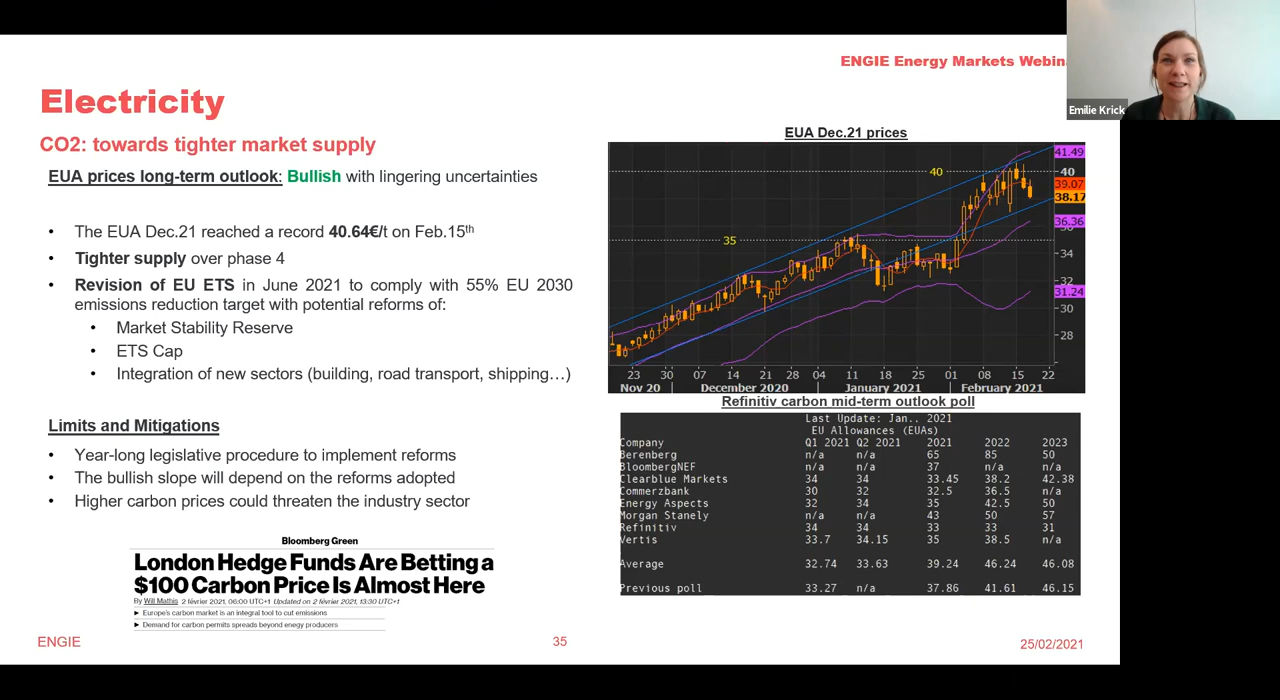 ENGIE Energy Markets Webina
Emilie Krick
Electricity
CO2: towards tighter market supply
EUA prices long-term outlook: Bullish with lingering uncertainties
• The EUA Dec.21 reached a record 40.64€/t on Feb.15th
• Tighter supply over phase 4
• Revision of EU ETS in June 2021 to comply with 55% EU 2030
emissions reduction target with potential reforms of:
• Market Stability Reserve
• ETS Cap
• Integration of new sectors (building, road transport, shipping…)
Limits and Mitigations
• Year-long legislative procedure to implement reforms
• The bullish slope will depend on the reforms adopted
• Higher carbon prices could threaten the industry sector
Bloomberg Green
London Hedge Funds Are Betting a
$100 Carbon Price Is Almost Here
By Will Mathis 2 février 2021, 06:00 UTC+1 Updated on 2 février 2021, 13:30 UTC+1
▸ Europe's carbon market is an integral tool to cut emissions
▸ Demand for carbon permits spreads beyond enegy producers
EUA Dec.21 prices
41.49
40 40
39.07
38.17
36.36
35
34
32
31.24
30
28
23 30 07 14 21 28 04 11 18 25 01 08 15 22
Nov 20 December 2020 January 2021 February 2021
Refinitiv carbon mid-term outlook poll
Last Update: Jan., 2021
EU Allowances (EUAs)
Company Q1 2021 Q2 2021 2021 2022 2023
Berenberg n/a n/a 65 85 50
BloombergNEF n/a n/a 37 n/a n/a
Clearblue Markets 34 34 33.45 38.2 42.38
Commerzbank 30 32 32.5 36.5 n/a
Energy Aspects 32 34 35 42.5 50
Morgan Stanely n/a n/a 43 50 57
Refinitiv 34 34 33 33 31
Vertis 33.7 34.15 35 38.5 n/a
Average 32.74 33.63 39.24 46.24 46.08
Previous poll 33.27 n/a 37.86 41.61 46.15
ENGIE 35 25/02/2021